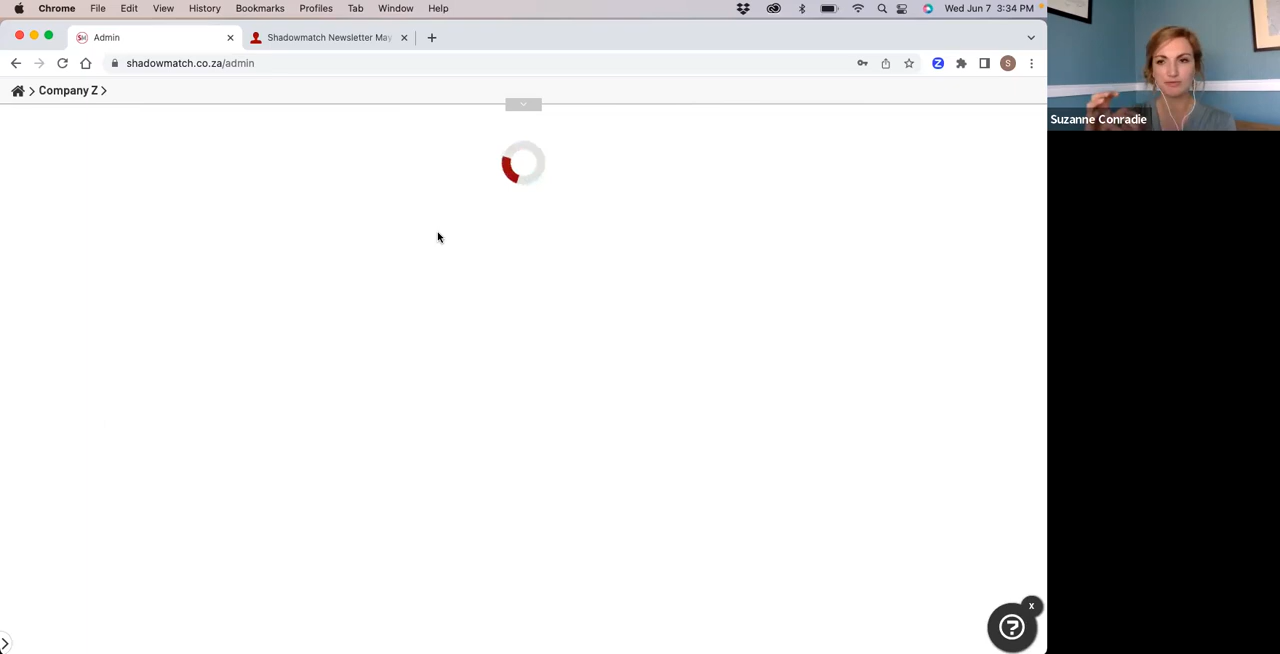 Chrome File Edit View History Bookmarks Profiles Tab Window Help Wed Jun 7 3:34 PM
SH Admin Shadowmatch Newsletter May
shadowmatch.co.za/admin Z S
Company Z
Suzanne Conradie
x
?